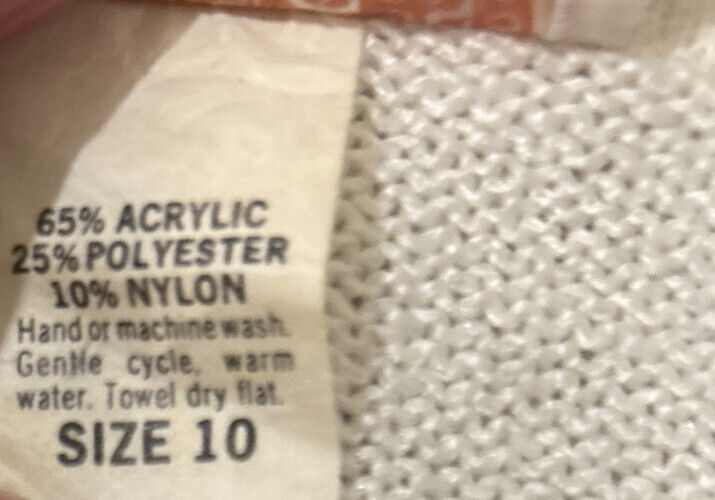 65% ACRYLIC
25% POLYESTER
10% NYLON
Hand or machine wash.
Gentle cycle, warm
water. Towel dry flat.
SIZE 10